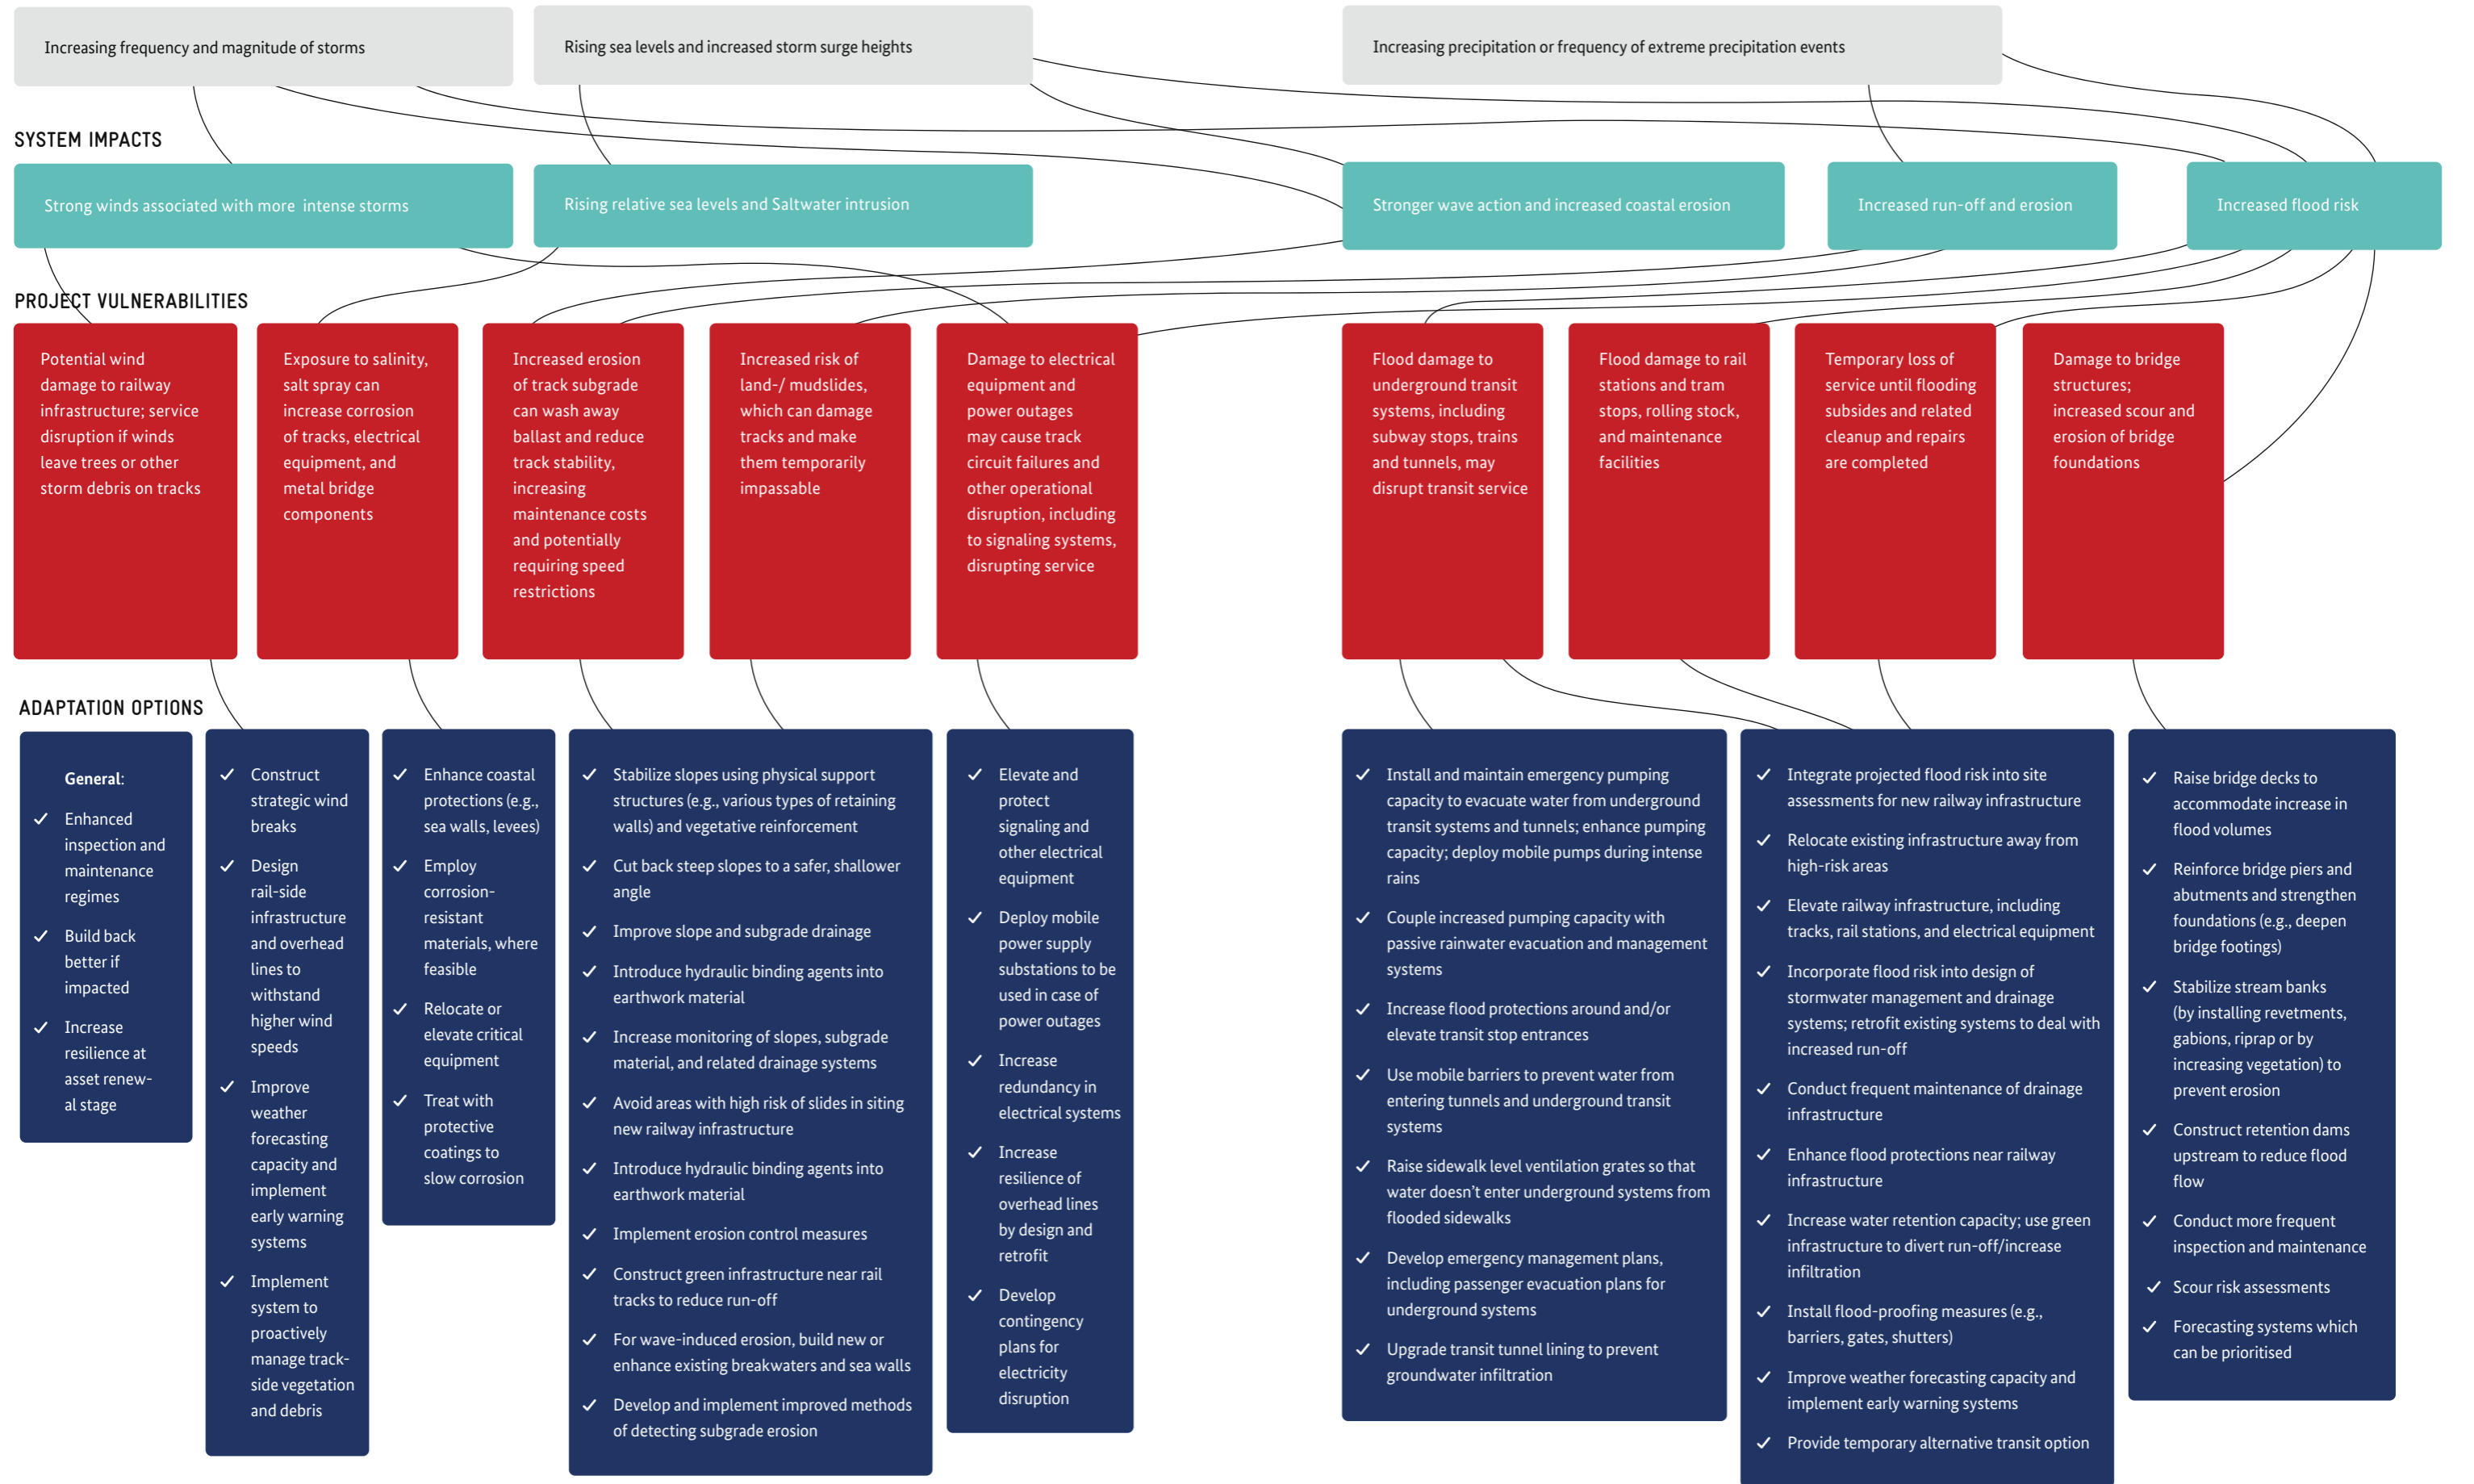 Increasing frequency and magnitude of storms
Rising sea levels and increased storm surge heights
Increasing precipitation or frequency of extreme precipitation events
SYSTEM IMPACTS
Strong winds associated with more intense storms
Rising relative sea levels and Saltwater intrusion
Stronger wave action and increased coastal erosion
Increased run-off and erosion
Increased flood risk
PROJECT VULNERABILITIES
Potential wind
damage to railway
infrastructure; service
disruption if winds
leave trees or other
storm debris on tracks
Exposure to salinity,
salt spray can
increase corrosion
of tracks, electrical
equipment, and
metal bridge
components
Increased erosion
of track subgrade
can wash away
ballast and reduce
track stability,
increasing
maintenance costs
and potentially
requiring speed
restrictions
Increased risk of
land-/ mudslides,
which can damage
tracks and make
them temporarily
impassable
Damage to electrical
equipment and
power outages
may cause track
circuit failures and
other operational
disruption, including
to signaling systems,
disrupting service
Flood damage to
underground transit
systems, including
subway stops, trains
and tunnels, may
disrupt transit service
Flood damage to rail
stations and tram
stops, rolling stock,
and maintenance
facilities
Temporary loss of
service until flooding
subsides and related
cleanup and repairs
are completed
Damage to bridge
structures;
increased scour and
erosion of bridge
foundations
ADAPTATION OPTIONS
General:
✓ Enhanced
inspection and
maintenance
regimes
✓ Build back
better if
impacted
✓ Increase
resilience at
asset renew-
al stage
✓ Construct
strategic wind
breaks
✓ Design
rail-side
infrastructure
and overhead
lines to
withstand
higher wind
speeds
✓ Improve
weather
forecasting
capacity and
implement
early warning
systems
✓ Implement
system to
proactively
manage track-
side vegetation
and debris
✓ Enhance coastal
protections (e.g.,
sea walls, levees)
✓ Employ
corrosion-
resistant
materials, where
feasible
✓ Relocate or
elevate critical
equipment
✓ Treat with
protective
coatings to
slow corrosion
✓ Stabilize slopes using physical support
structures (e.g., various types of retaining
walls) and vegetative reinforcement
✓ Cut back steep slopes to a safer, shallower
angle
✓ Improve slope and subgrade drainage
✓ Introduce hydraulic binding agents into
earthwork material
✓ Increase monitoring of slopes, subgrade
material, and related drainage systems
✓ Avoid areas with high risk of slides in siting
new railway infrastructure
✓ Introduce hydraulic binding agents into
earthwork material
✓ Implement erosion control measures
✓ Construct green infrastructure near rail
tracks to reduce run-off
✓ For wave-induced erosion, build new or
enhance existing breakwaters and sea walls
✓ Develop and implement improved methods
of detecting subgrade erosion
✓ Elevate and
protect
signaling and
other electrical
equipment
✓ Deploy mobile
power supply
substations to be
used in case of
power outages
✓ Increase
redundancy in
electrical systems
✓ Increase
resilience of
overhead lines
by design and
retrofit
✓ Develop
contingency
plans for
electricity
disruption
✓ Install and maintain emergency pumping
capacity to evacuate water from underground
transit systems and tunnels; enhance pumping
capacity; deploy mobile pumps during intense
rains
✓ Couple increased pumping capacity with
passive rainwater evacuation and management
systems
✓ Increase flood protections around and/or
elevate transit stop entrances
✓ Use mobile barriers to prevent water from
entering tunnels and underground transit
systems
✓ Raise sidewalk level ventilation grates so that
water doesn't enter underground systems from
flooded sidewalks
✓ Develop emergency management plans,
including passenger evacuation plans for
underground systems
✓ Upgrade transit tunnel lining to prevent
groundwater infiltration
✓ Integrate projected flood risk into site
assessments for new railway infrastructure
✓ Relocate existing infrastructure away from
high-risk areas
✓ Elevate railway infrastructure, including
tracks, rail stations, and electrical equipment
✓ Incorporate flood risk into design of
stormwater management and drainage
systems; retrofit existing systems to deal with
increased run-off
✓ Conduct frequent maintenance of drainage
infrastructure
✓ Enhance flood protections near railway
infrastructure
✓ Increase water retention capacity; use green
infrastructure to divert run-off/increase
infiltration
✓ Install flood-proofing measures (e.g.,
barriers, gates, shutters)
✓ Improve weather forecasting capacity and
implement early warning systems
✓ Provide temporary alternative transit option
✓ Raise bridge decks to
accommodate increase in
flood volumes
✓ Reinforce bridge piers and
abutments and strengthen
foundations (e.g., deepen
bridge footings)
✓ Stabilize stream banks
(by installing revetments,
gabions, riprap or by
increasing vegetation) to
prevent erosion
✓ Construct retention dams
upstream to reduce flood
flow
✓ Conduct more frequent
inspection and maintenance
✓ Scour risk assessments
✓ Forecasting systems which
can be prioritised